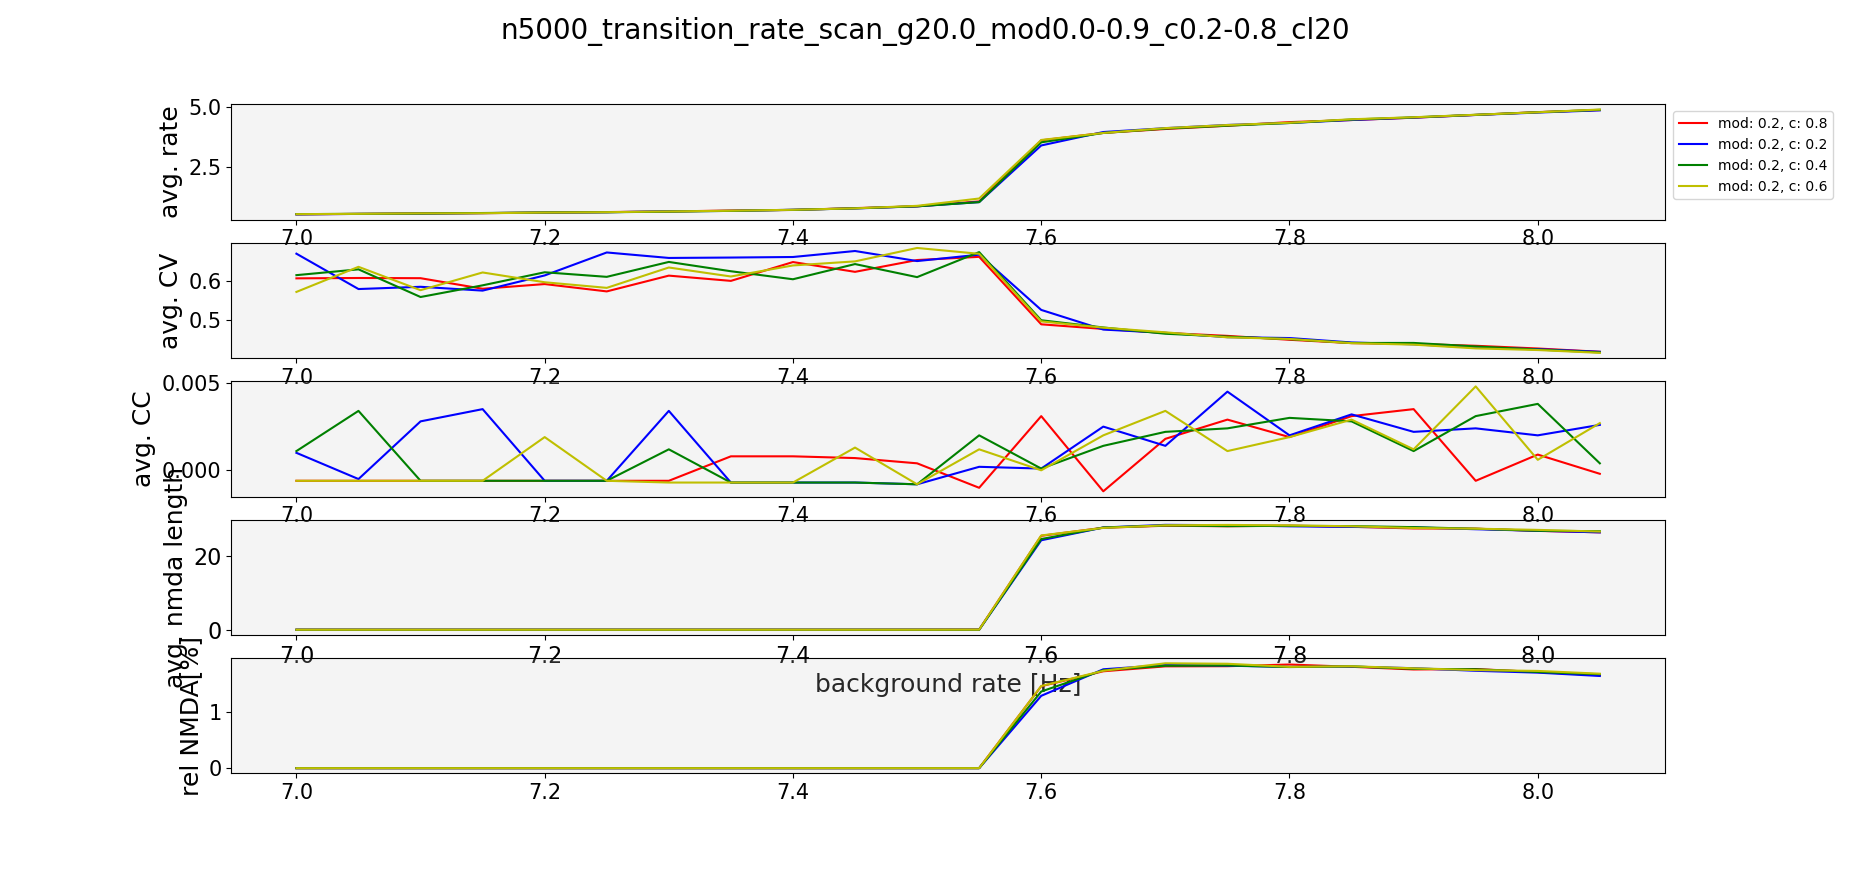 n5000_transition_rate_scan_g20.0_mod0.0-0.9_c0.2-0.8_cl20
avg. rate
5.0
2.5
7.0 7.2 7.4 7.6 7.8 8.0
mod: 0.2, c: 0.8
mod: 0.2, c: 0.2
mod: 0.2, c: 0.4
mod: 0.2, c: 0.6
avg. CV
0.6
0.5
7.0 7.2 7.4 7.6 7.8 8.0
avg. CC
0.005
0.000
7.0 7.2 7.4 7.6 7.8 8.0
avg. nmda length
20
0
7.0 7.2 7.4 7.6 7.8 8.0
background rate [Hz]
rel NMDA[%]
1
0
7.0 7.2 7.4 7.6 7.8 8.0